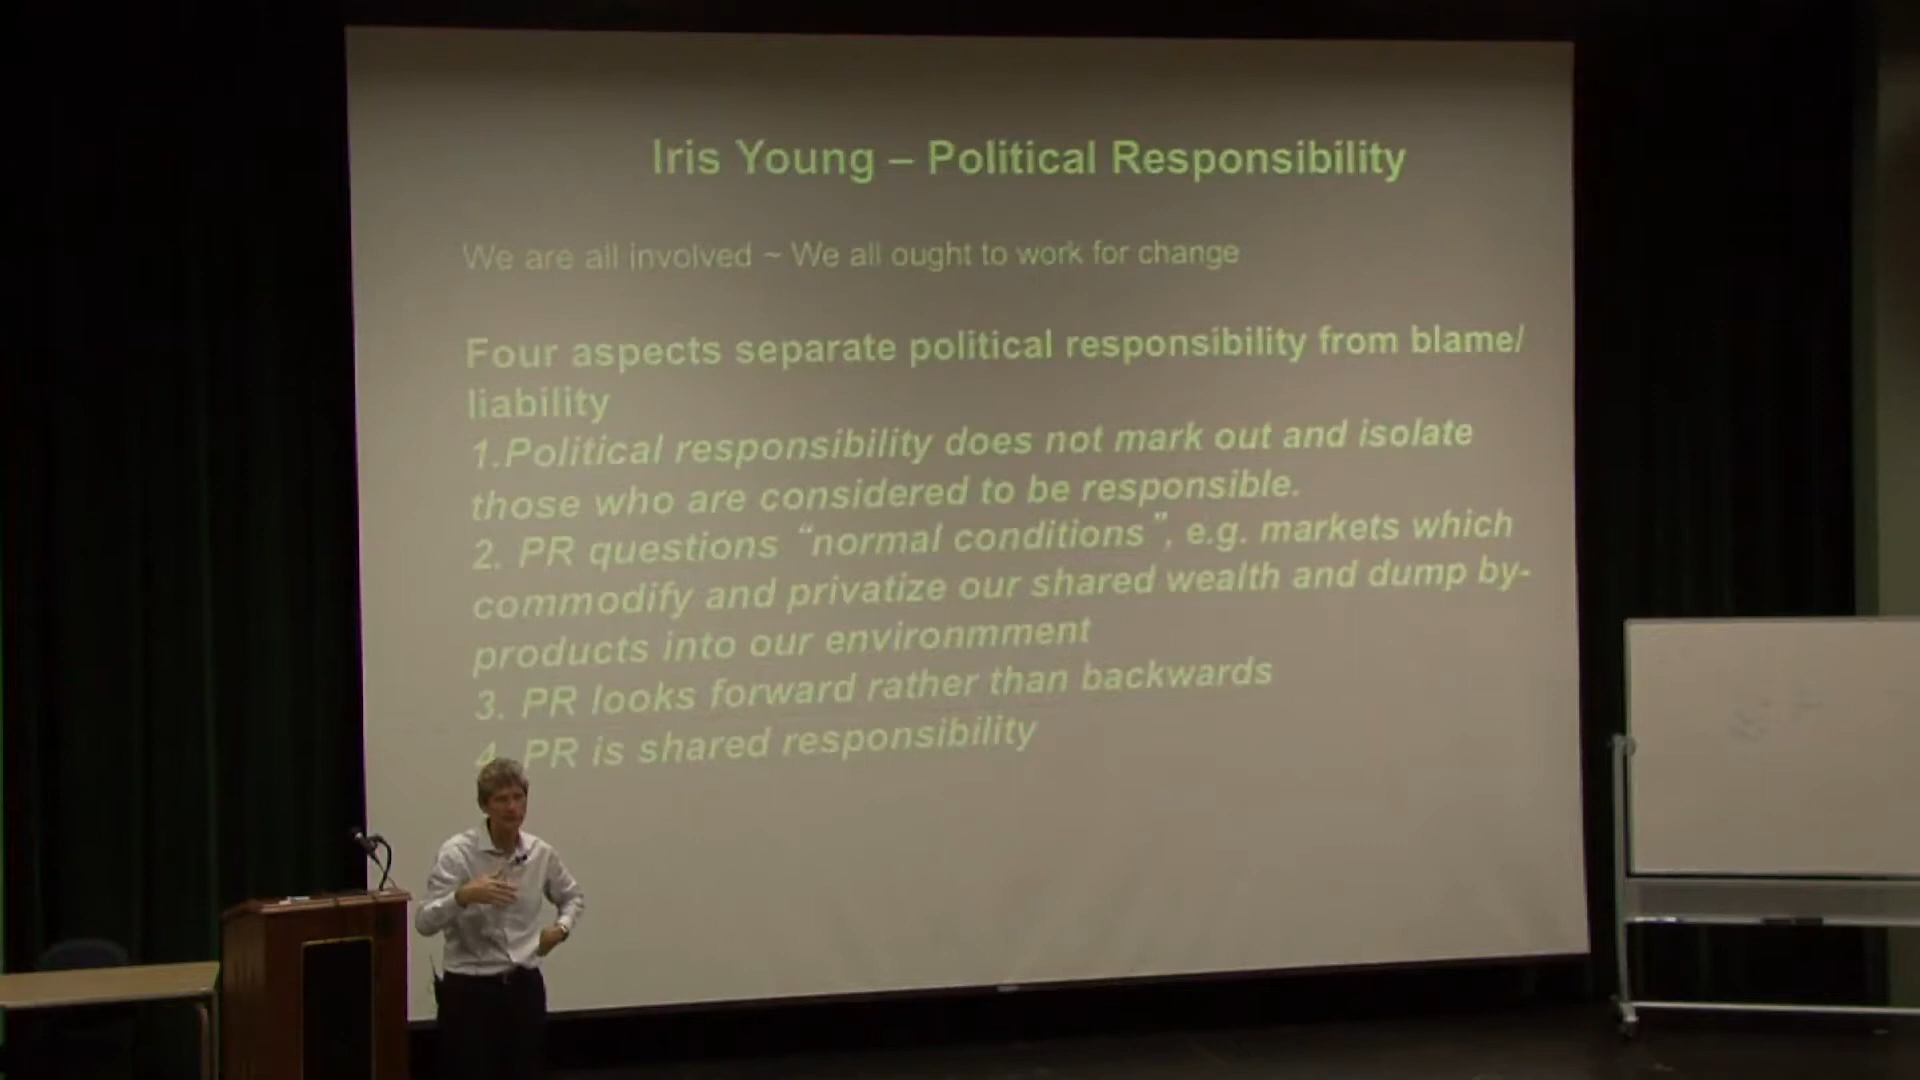 Iris Young – Political Responsibility
We are all involved ~ We all ought to work for change
Four aspects separate political responsibility from blame/
liability
1.Political responsibility does not mark out and isolate
those who are considered to be responsible.
2. PR questions “normal conditions”, e.g. markets which
commodify and privatize our shared wealth and dump by-
products into our environmment
3. PR looks forward rather than backwards
4. PR is shared responsibility